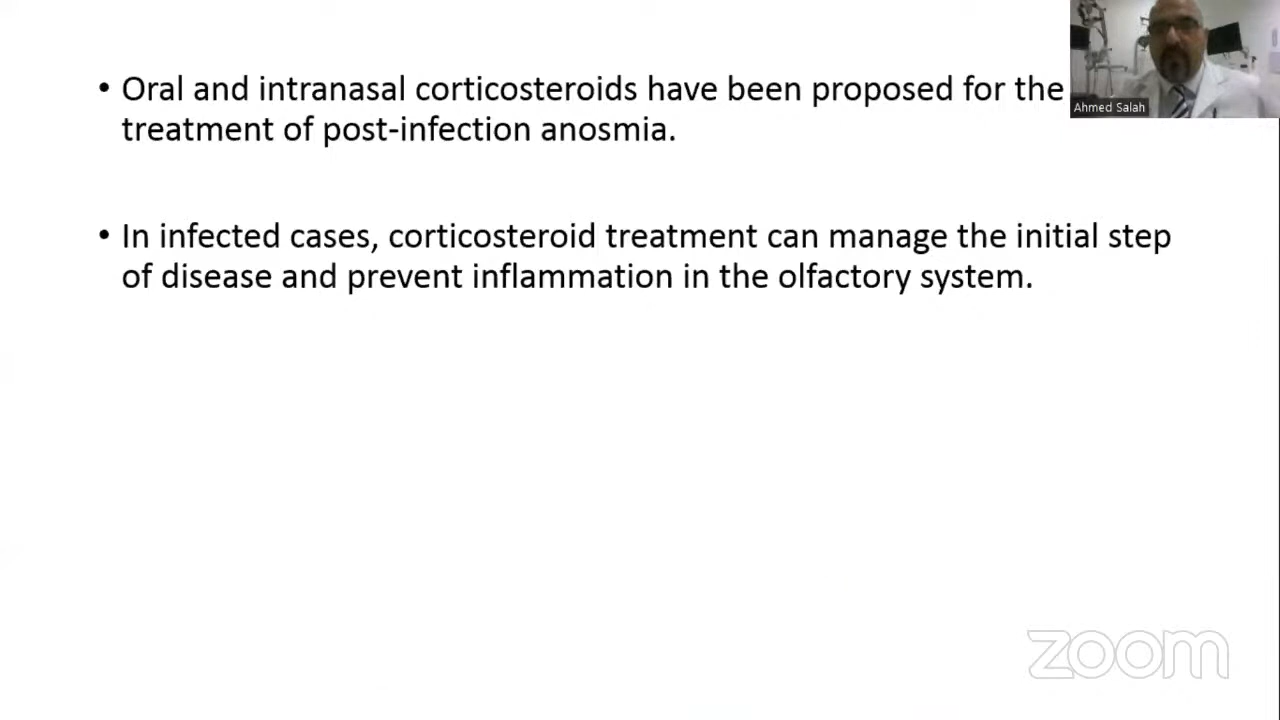 • Oral and intranasal corticosteroids have been proposed for the
treatment of post-infection anosmia.
• In infected cases, corticosteroid treatment can manage the initial step
of disease and prevent inflammation in the olfactory system.
Ahmed Salah
zoom